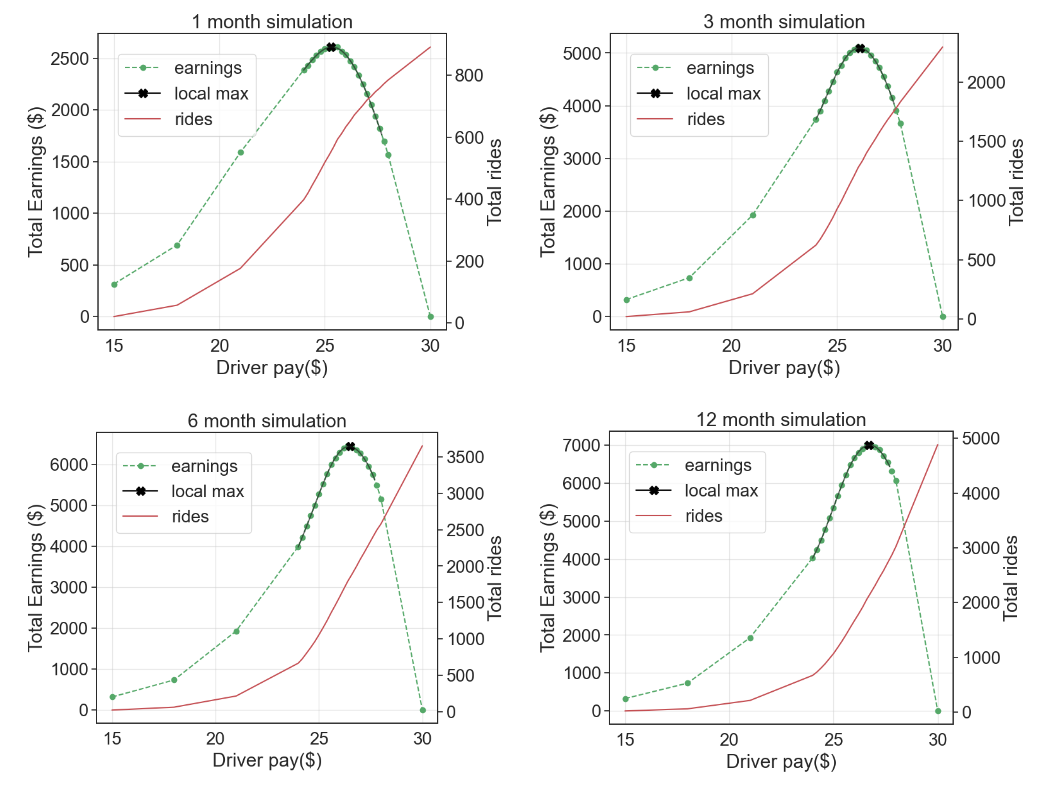 1 month simulation
Total Earnings ($)
2500
2000
1500
1000
500
0
earnings
local max
rides
800
600
400
200
0
Total rides
15 20 25 30
Driver pay($)
3 month simulation
Total Earnings ($)
5000
4000
3000
2000
1000
0
earnings
local max
rides
2000
1500
1000
500
0
Total rides
15 20 25 30
Driver pay($)
6 month simulation
Total Earnings ($)
6000
5000
4000
3000
2000
1000
0
earnings
local max
rides
3500
3000
2500
2000
1500
1000
500
0
Total rides
15 20 25 30
Driver pay($)
12 month simulation
Total Earnings ($)
7000
6000
5000
4000
3000
2000
1000
0
earnings
local max
rides
5000
4000
3000
2000
1000
0
Total rides
15 20 25 30
Driver pay($)